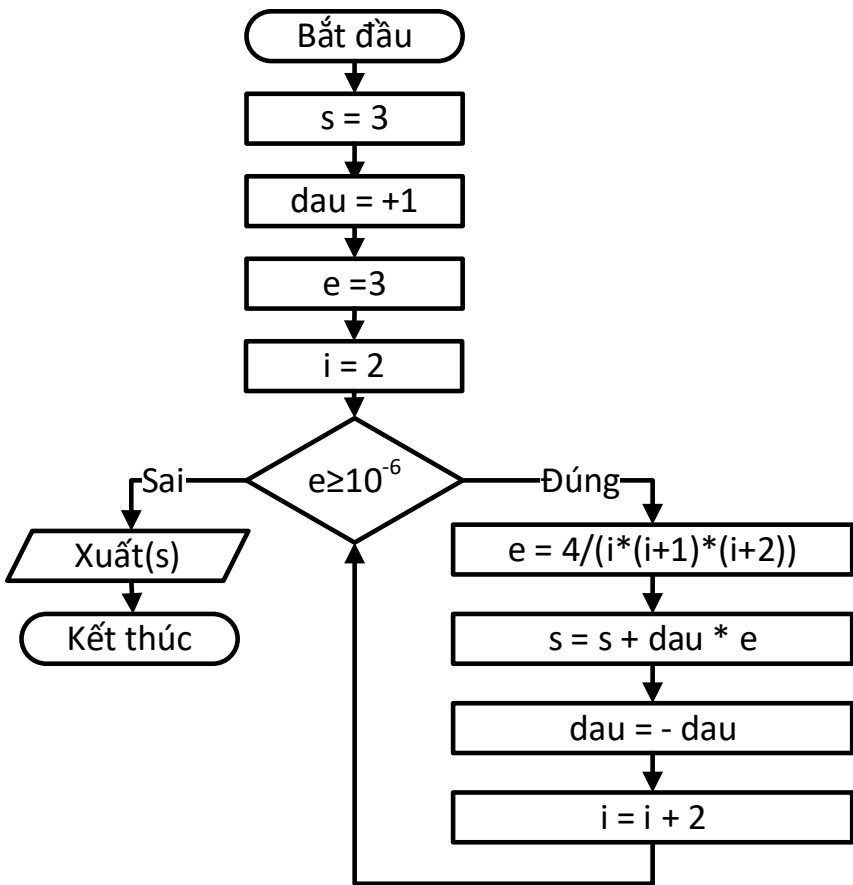 Bắt đầu
s = 3
dau = +1
e =3
i = 2
e≥10⁻⁶
Sai
Đúng
Xuất(s)
Kết thúc
e = 4/(i*(i+1)*(i+2))
s = s + dau * e
dau = - dau
i = i + 2